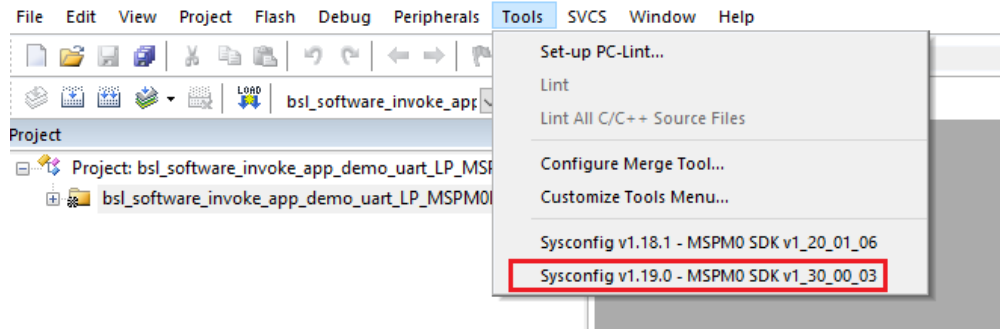 File Edit View Project Flash Debug Peripherals Tools SVCS Window Help
Set-up PC-Lint...
Lint
Lint All C/C++ Source Files
Configure Merge Tool...
Customize Tools Menu...
Sysconfig v1.18.1 - MSPM0 SDK v1_20_01_06
Sysconfig v1.19.0 - MSPM0 SDK v1_30_00_03
LOAD
bsl_software_invoke_app
Project
Project: bsl_software_invoke_app_demo_uart_LP_MSP
bsl_software_invoke_app_demo_uart_LP_MSPM0